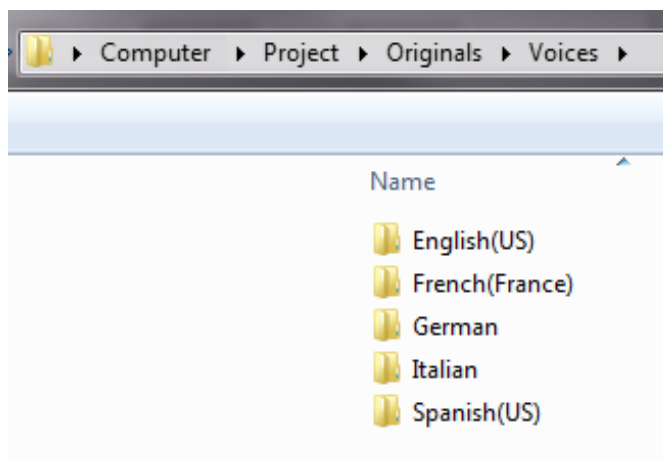 Computer Project Originals Voices
Name
English(US)
French(France)
German
Italian
Spanish(US)